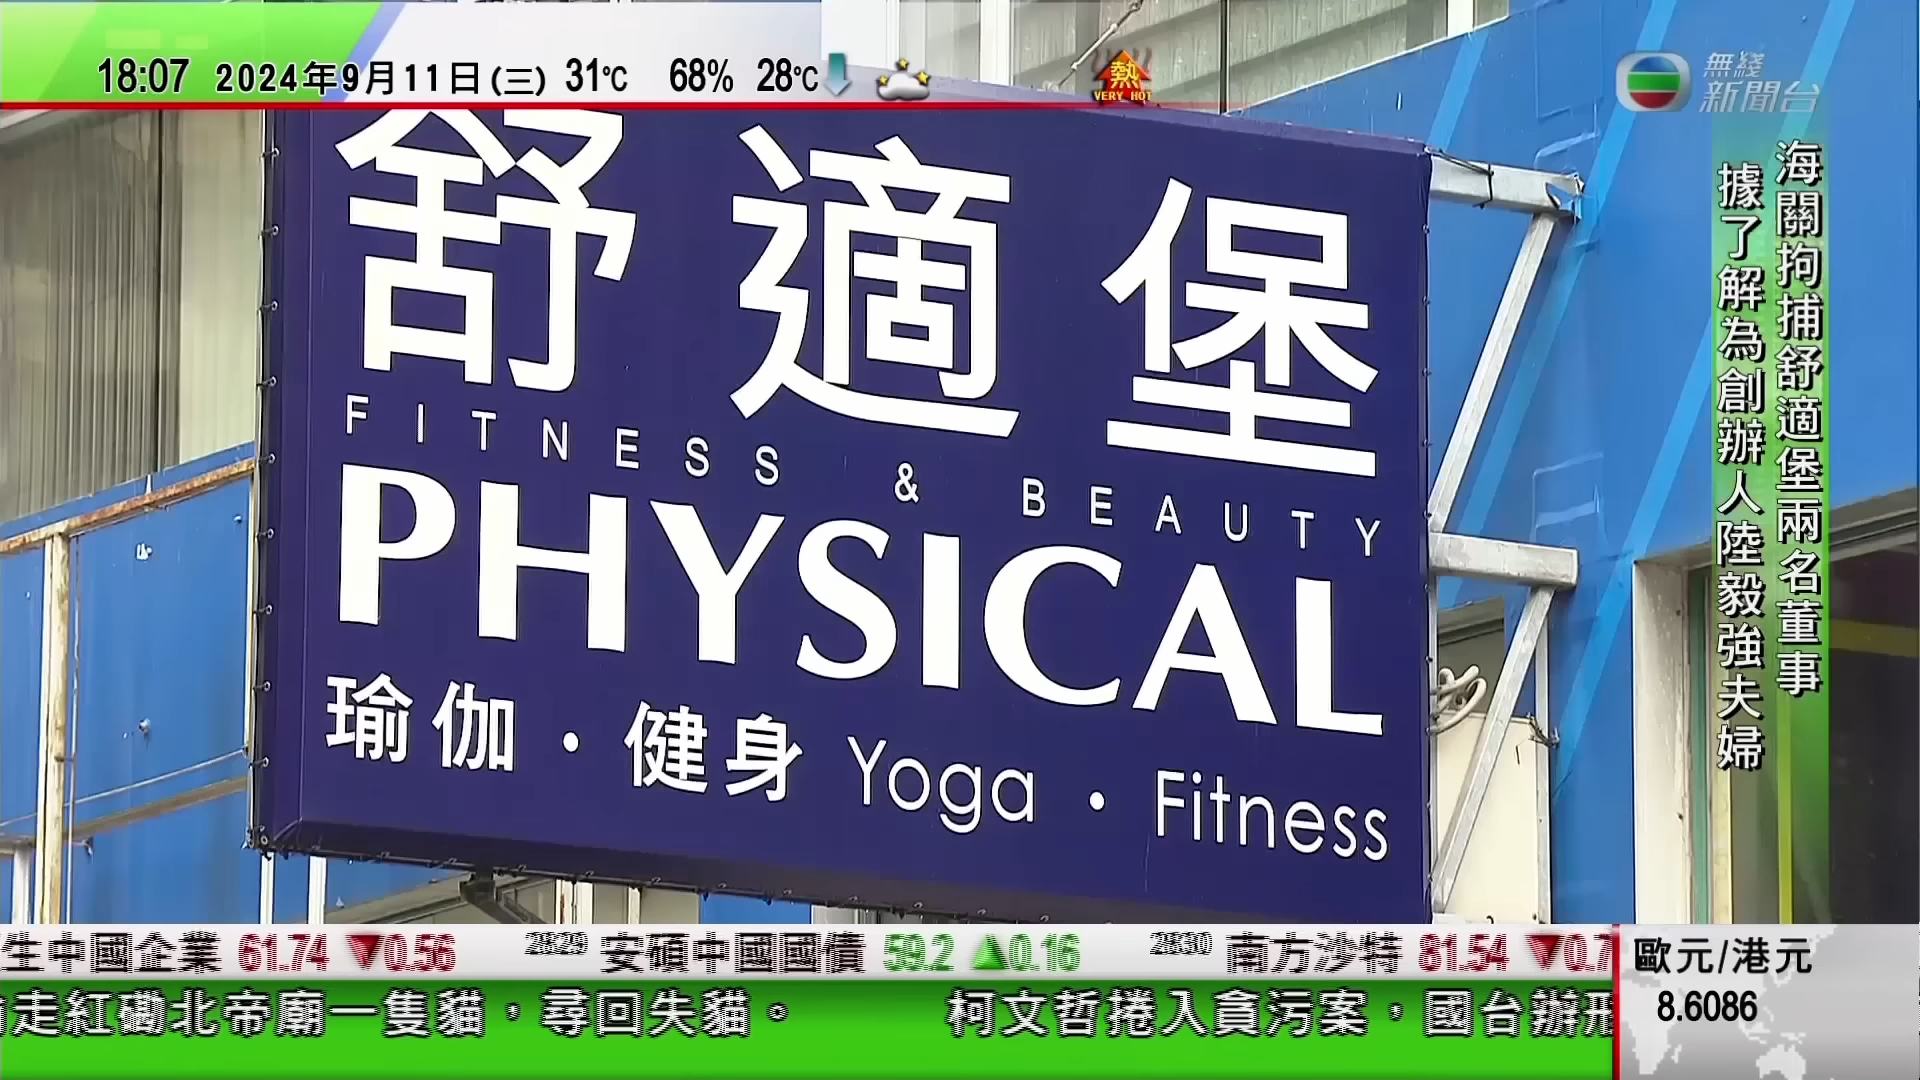 18:07 2024年9月11日(三) 31℃ 68% 28℃
熱
VERY HOT
無綫
新聞台
海關拘捕舒適堡兩名董事
據了解為創辦人陸毅強夫婦
舒適堡
FITNESS & BEAUTY
PHYSICAL
瑜伽·健身 Yoga · Fitness
生中國企業 61.74 ▼0.56 2829 安碩中國國債 59.2 ▲0.16 2830 南方沙特 81.54 ▼0.7
走紅磡北帝廟一隻貓，尋回失貓。 柯文哲捲入貪污案，國台辦
歐元/港元
8.6086